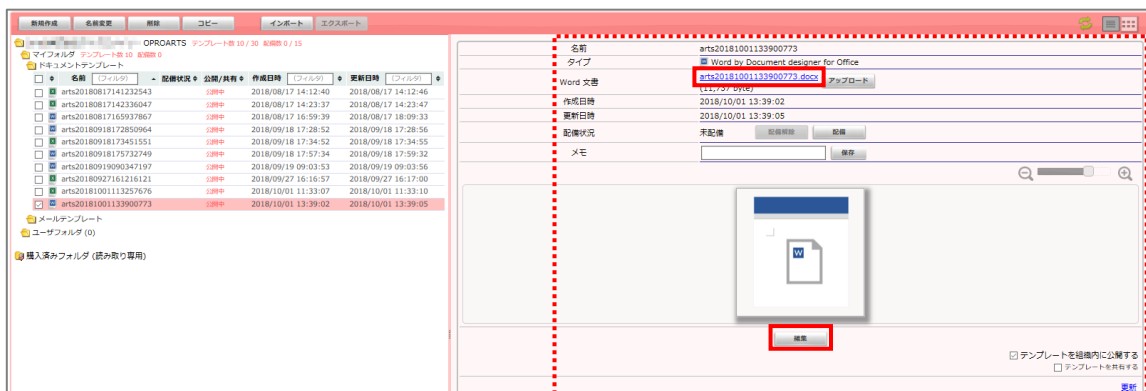 新規作成 名前変更 削除 コピー インポート エクスポート
OPROARTS テンプレート数 10 / 30 配備数 0 / 15
マイフォルダ テンプレート数 10 配備数 0
ドキュメントテンプレート
名前 (フィルタ) 配備状況 公開/共有 作成日時 (フィルタ) 更新日時 (フィルタ)
arts20180817141232543 公開中 2018/08/17 14:12:40 2018/08/17 14:12:46
arts20180817142336047 公開中 2018/08/17 14:23:37 2018/08/17 14:23:47
arts20180817165937867 公開中 2018/08/17 16:59:39 2018/08/17 18:09:33
arts20180918172850964 公開中 2018/09/18 17:28:52 2018/09/18 17:28:56
arts20180918173451551 公開中 2018/09/18 17:34:52 2018/09/18 17:34:55
arts20180918175732749 公開中 2018/09/18 17:57:34 2018/09/18 17:59:32
arts20180919090347197 公開中 2018/09/19 09:03:53 2018/09/19 09:03:56
arts20180927161216121 公開中 2018/09/27 16:16:57 2018/09/27 16:17:00
arts20181001113257676 公開中 2018/10/01 11:33:07 2018/10/01 11:33:10
arts20181001133900773 公開中 2018/10/01 13:39:02 2018/10/01 13:39:05
メールテンプレート
ユーザフォルダ (0)
購入済みフォルダ (読み取り専用)
名前 arts20181001133900773
タイプ Word by Document designer for Office
Word 文書 arts20181001133900773.docx アップロード
(11,737 byte)
作成日時 2018/10/01 13:39:02
更新日時 2018/10/01 13:39:05
配備状況 未配備 配備解除 配備
メモ 保存
W
編集
テンプレートを組織内に公開する
テンプレートを共有する
更新